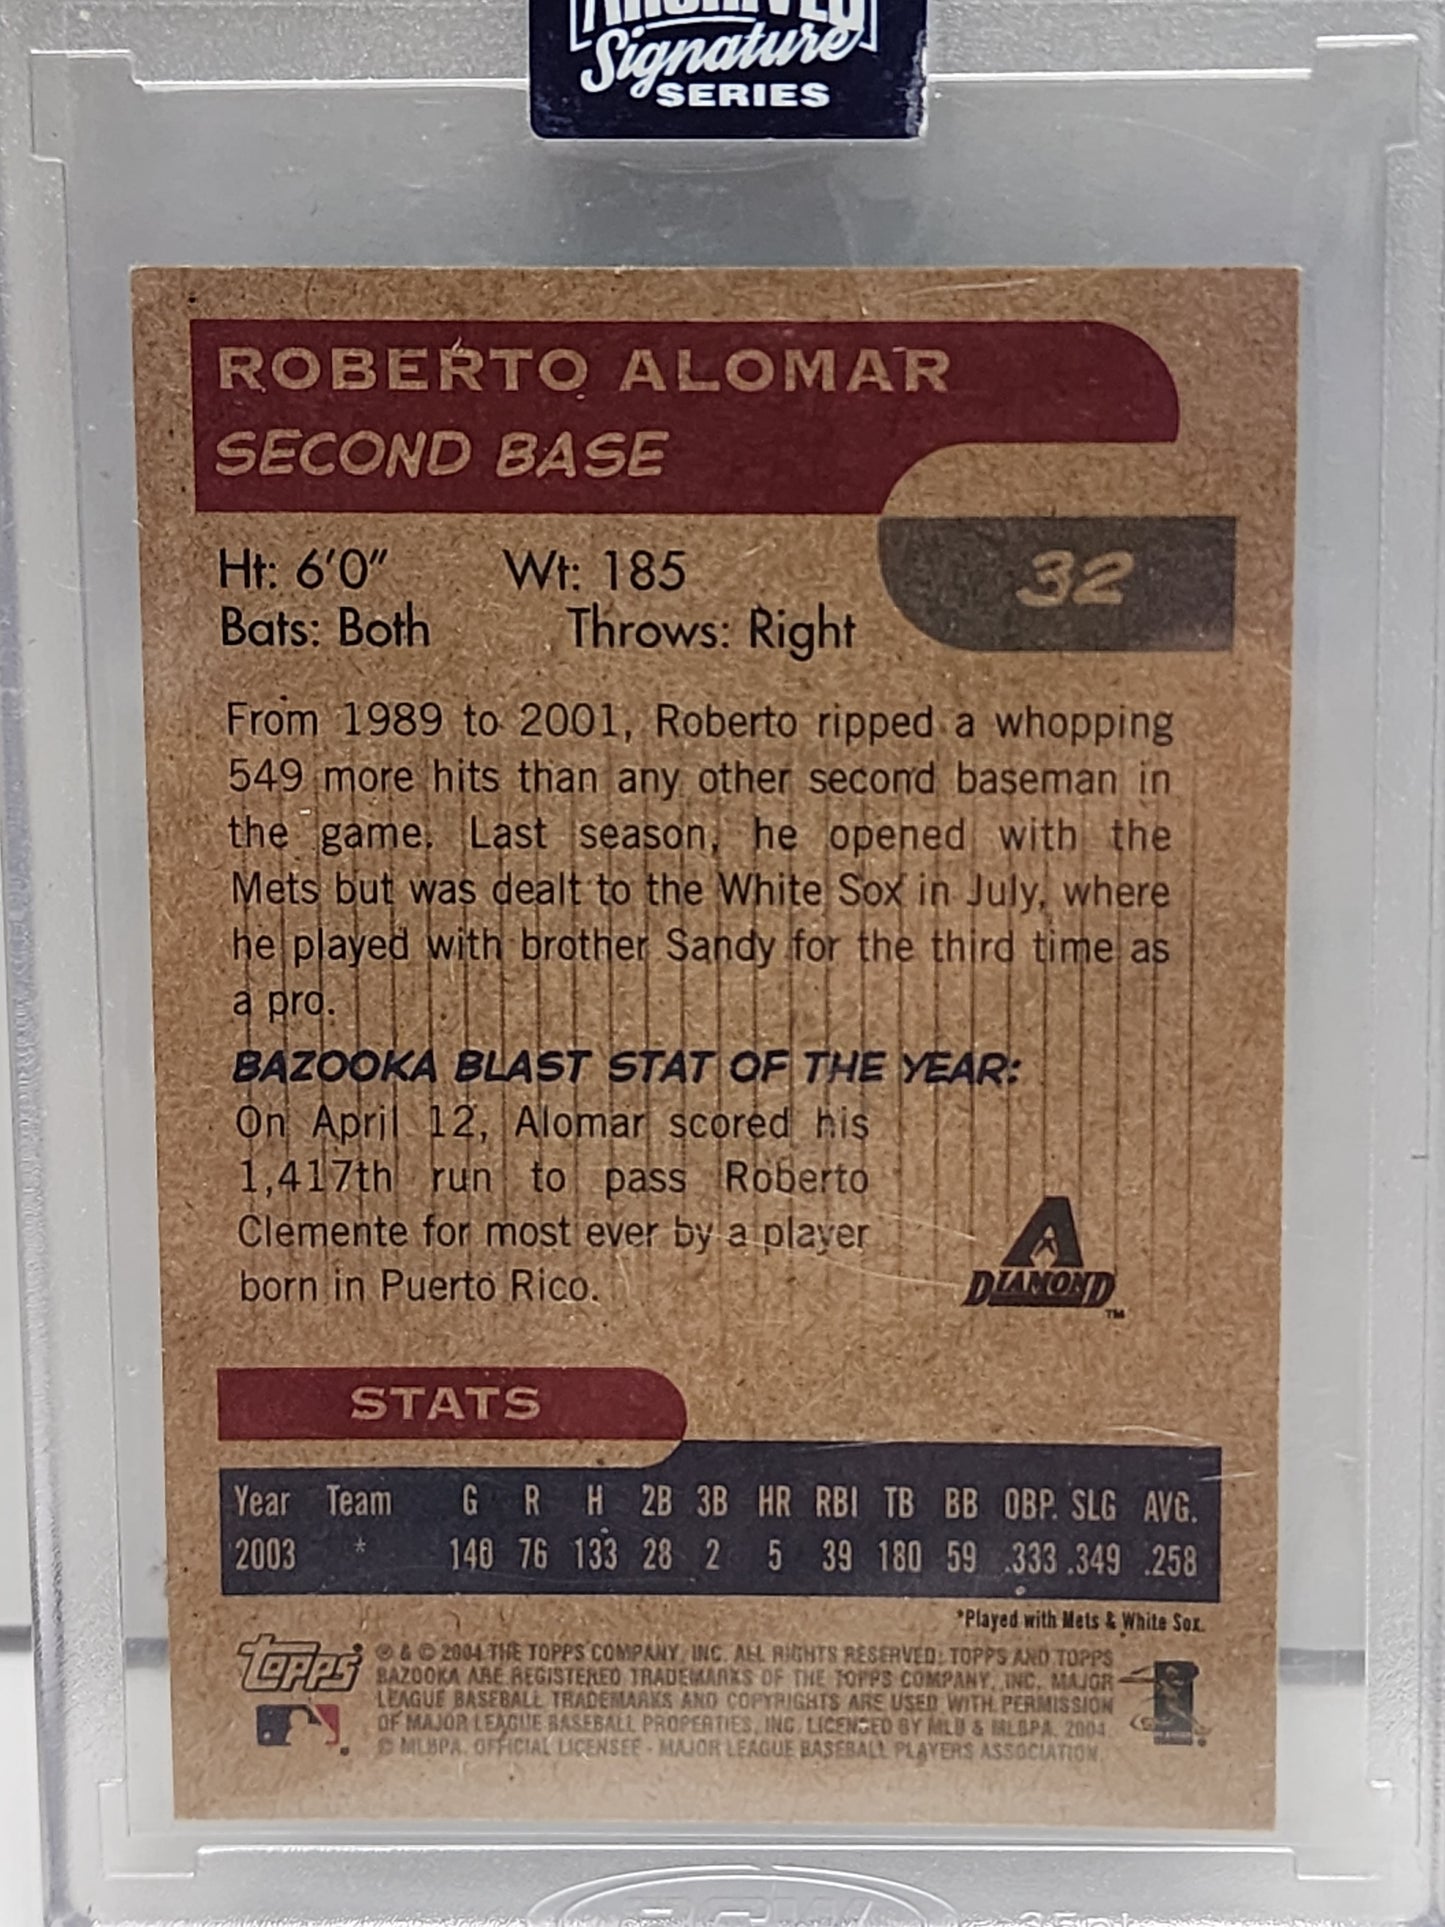 ARCHIVES
Signature
SERIES
ROBERTO ALOMAR
SECOND BASE
Ht: 6'0" Wt: 185
32
Bats: Both Throws: Right
From 1989 to 2001, Roberto ripped a whopping
549 more hits than any other second baseman in
the game. Last season, he opened with the
Mets but was dealt to the White Sox in July, where
he played with brother Sandy for the third time as
a pro.
BAZOOKA BLAST STAT OF THE YEAR:
On April 12, Alomar scored his
1,417th run to pass Roberto
Clemente for most ever by a player
born in Puerto Rico.
A
DIAMOND™
STATS
Year Team G R H 2B 3B HR RBI TB BB OBP. SLG AVG.
2003 * 140 76 133 28 2 5 39 180 59 .333 .349 .258
*Played with Mets & White Sox.
Topps
® & © 2004 THE TOPPS COMPANY, INC. ALL RIGHTS RESERVED; TOPPS AND TOPPS
BAZOOKA ARE REGISTERED TRADEMARKS OF THE TOPPS COMPANY, INC. MAJOR
LEAGUE BASEBALL TRADEMARKS AND COPYRIGHTS ARE USED WITH PERMISSION
OF MAJOR LEAGUE BASEBALL PROPERTIES, INC. LICENSED BY MLB & MLBPA. 2004
© MLBPA. OFFICIAL LICENSEE - MAJOR LEAGUE BASEBALL PLAYERS ASSOCIATION.